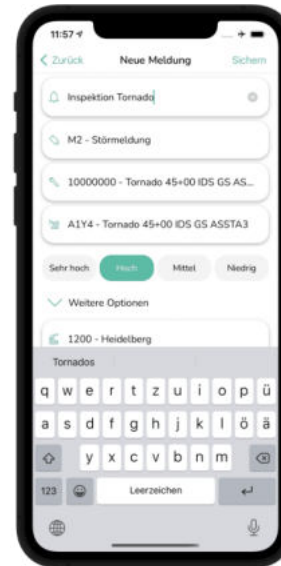 11:57
Zurück Neue Meldung Sichern
Inspektion Tornado
M2 - Störmeldung
10000000 - Tornado 45+00 IDS GS AS...
A1Y4 - Tornado 45+00 IDS GS ASSTA3
Sehr hoch Hoch Mittel Niedrig
Weitere Optionen
1200 - Heidelberg
Tornados
q w e r t z u i o p ü
a s d f g h j k l ö ä
y x c v b n m
123 Leerzeichen